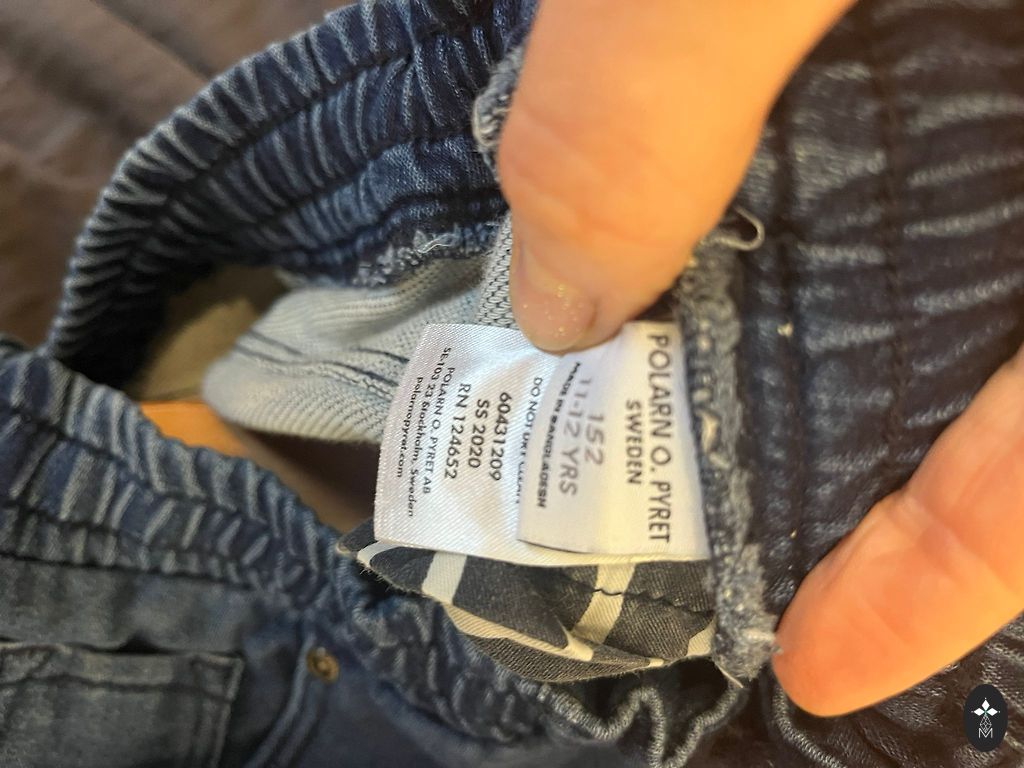 POLARN O. PYRET
SWEDEN
152
11-12 YRS
MADE IN BANGLADESH
DO NOT DRY CLEAN
60431209
SS 2020
RN 124652
POLARN O. PYRET AB
SE-103 23 Stockholm, Sweden
polarnopyret.com
M